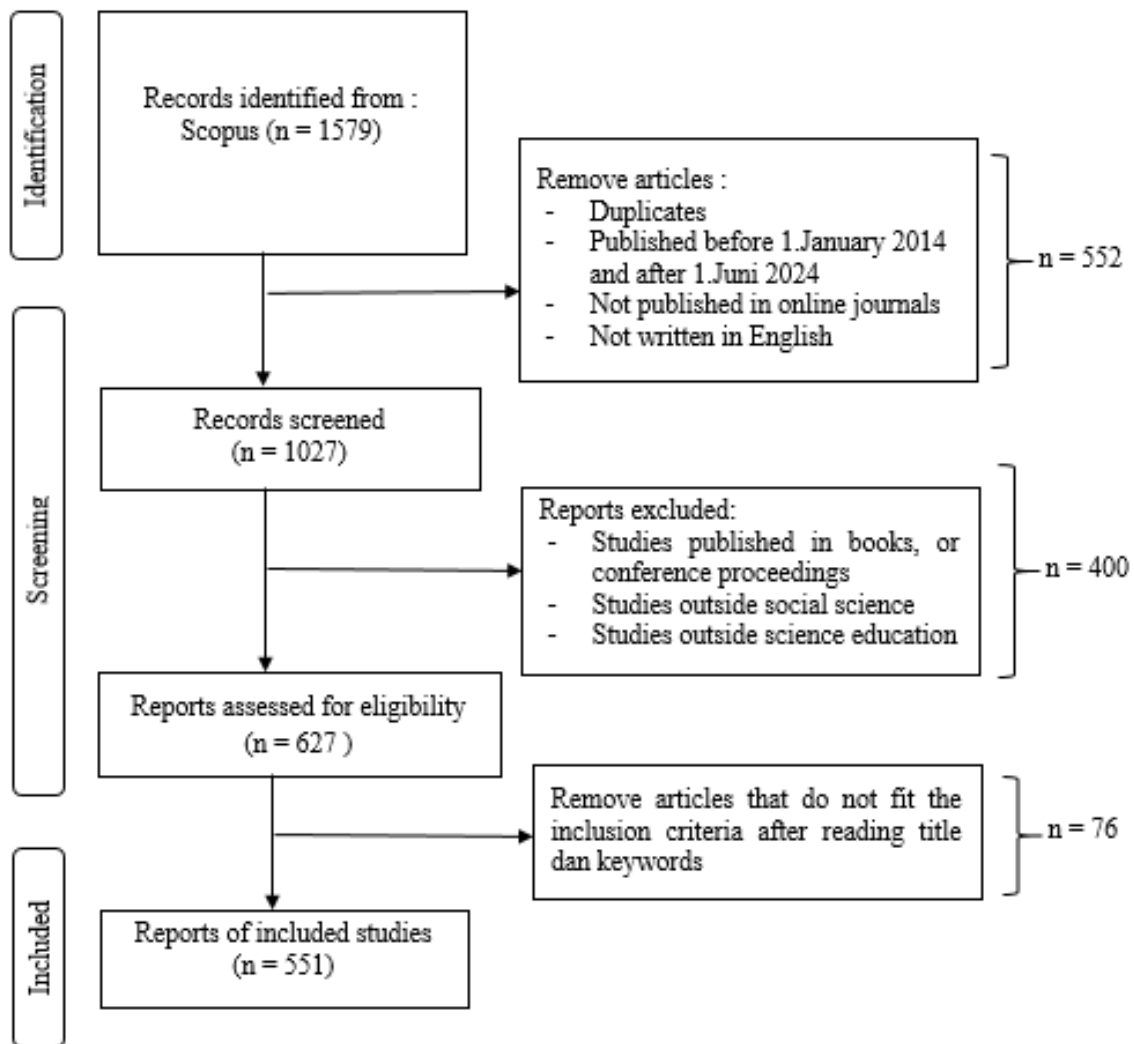 Identification
Records identified from :
Scopus (n = 1579)
Remove articles :
- Duplicates
- Published before 1.January 2014
and after 1.Juni 2024
- Not published in online journals
- Not written in English
n = 552
Screening
Records screened
(n = 1027)
Reports excluded:
- Studies published in books, or
conference proceedings
- Studies outside social science
- Studies outside science education
n = 400
Reports assessed for eligibility
(n = 627 )
Remove articles that do not fit the
inclusion criteria after reading title
dan keywords
n = 76
Included
Reports of included studies
(n = 551)